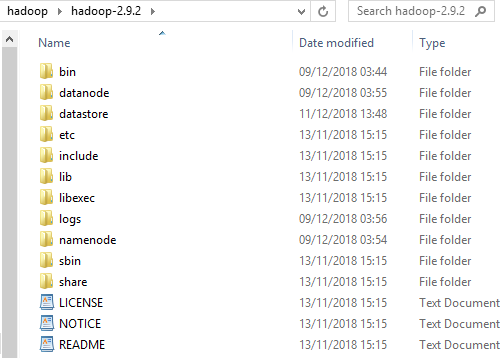 hadoop hadoop-2.9.2 Search hadoop-2.9.2
Name Date modified Type
bin 09/12/2018 03:44 File folder
datanode 09/12/2018 03:55 File folder
datastore 11/12/2018 13:48 File folder
etc 13/11/2018 15:15 File folder
include 13/11/2018 15:15 File folder
lib 13/11/2018 15:15 File folder
libexec 13/11/2018 15:15 File folder
logs 09/12/2018 03:56 File folder
namenode 09/12/2018 03:54 File folder
sbin 13/11/2018 15:15 File folder
share 13/11/2018 15:15 File folder
LICENSE 13/11/2018 15:15 Text Document
NOTICE 13/11/2018 15:15 Text Document
README 13/11/2018 15:15 Text Document